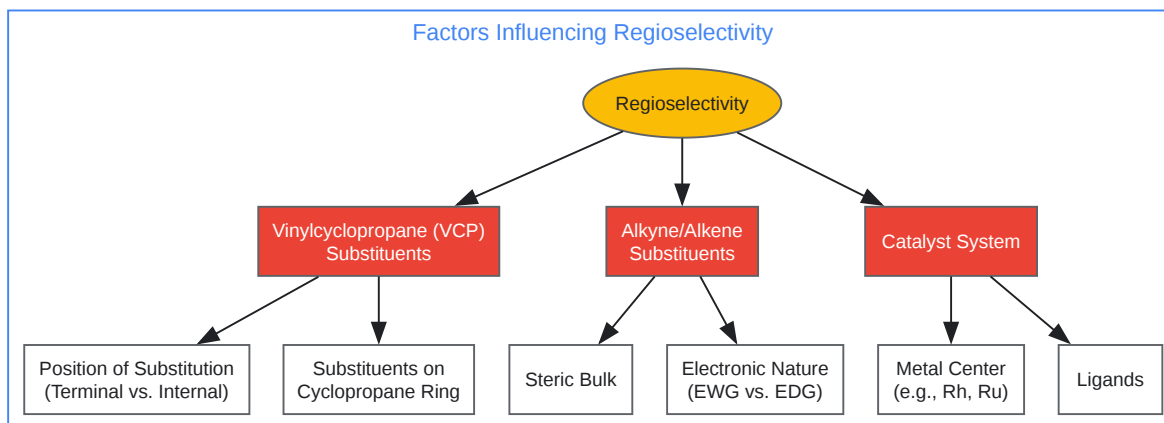 Factors Influencing Regioselectivity
Regioselectivity
Vinylcyclopropane (VCP)
Substituents
Alkyne/Alkene
Substituents
Catalyst System
Position of Substitution
(Terminal vs. Internal)
Substituents on
Cyclopropane Ring
Steric Bulk
Electronic Nature
(EWG vs. EDG)
Metal Center
(e.g., Rh, Ru)
Ligands